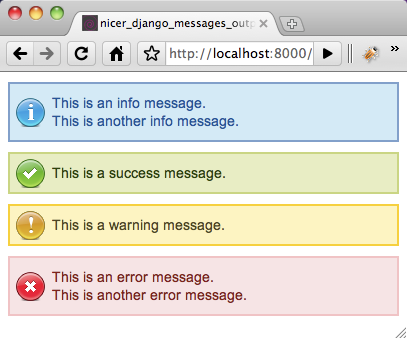 nicer_django_messages_outp
http://localhost:8000/
This is an info message.
This is another info message.
This is a success message.
This is a warning message.
This is an error message.
This is another error message.